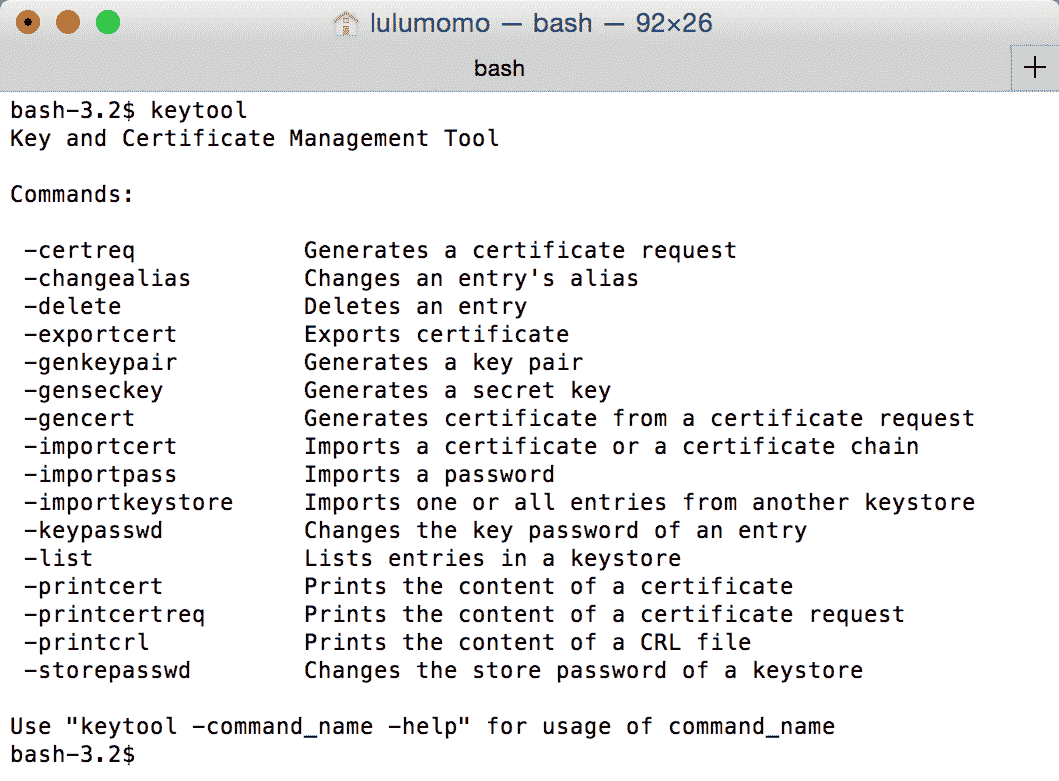 lulumomo — bash — 92×26
bash
+
bash-3.2$ keytool
Key and Certificate Management Tool

Commands:

 -certreq            Generates a certificate request
 -changealias        Changes an entry's alias
 -delete             Deletes an entry
 -exportcert         Exports certificate
 -genkeypair         Generates a key pair
 -genseckey          Generates a secret key
 -gencert            Generates certificate from a certificate request
 -importcert         Imports a certificate or a certificate chain
 -importpass         Imports a password
 -importkeystore     Imports one or all entries from another keystore
 -keypasswd          Changes the key password of an entry
 -list               Lists entries in a keystore
 -printcert          Prints the content of a certificate
 -printcertreq       Prints the content of a certificate request
 -printcrl           Prints the content of a CRL file
 -storepasswd        Changes the store password of a keystore

Use "keytool -command_name -help" for usage of command_name
bash-3.2$